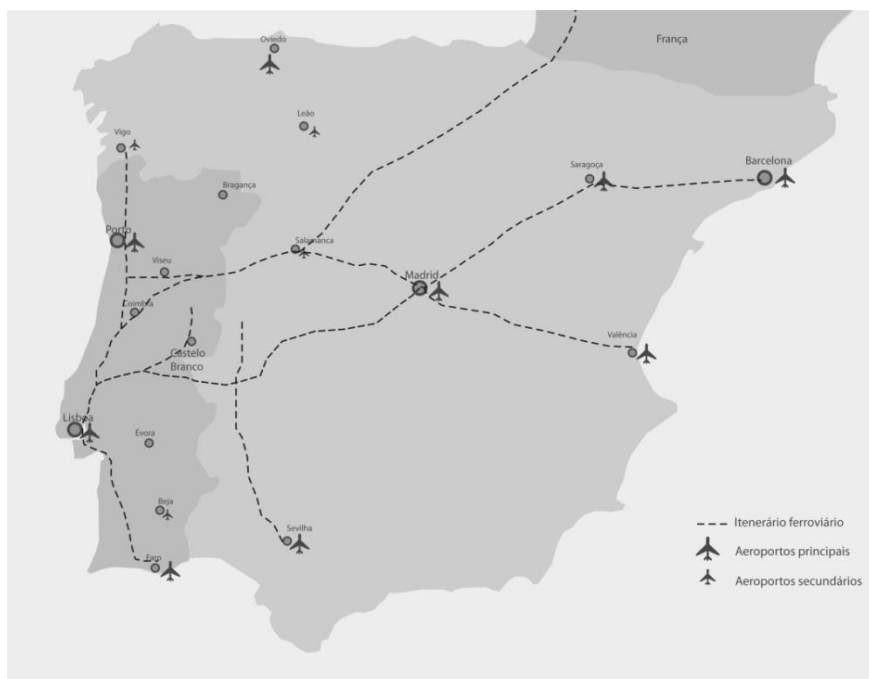 Oviedo
França
Leão
Vigo
Saragoça
Barcelona
Bragança
Porto
Salamanca
Viseu
Madrid
Coimbra
Valência
Castelo
Branco
Lisboa
Évora
Beja
Itenerário ferroviário
Sevilha
Aeroportos principais
Faro
Aeroportos secundários